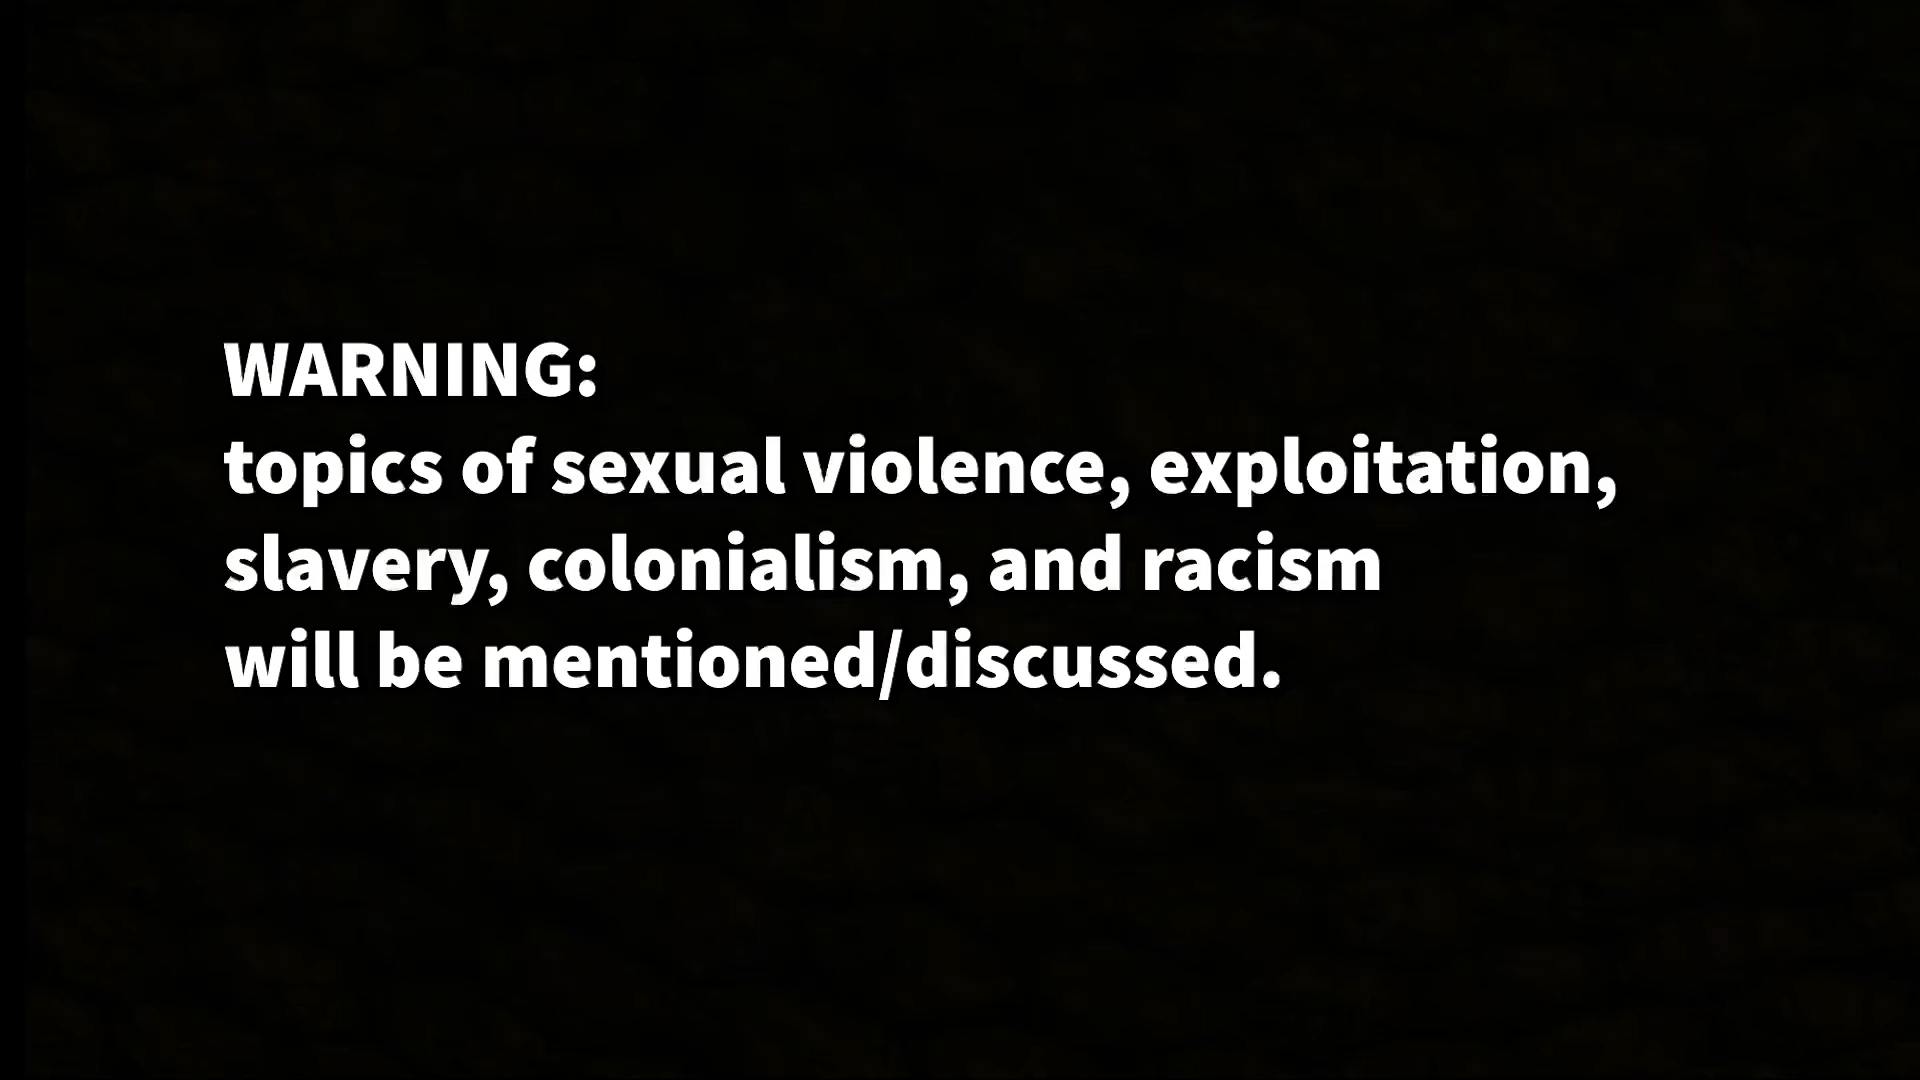 WARNING:
topics of sexual violence, exploitation,
slavery, colonialism, and racism
will be mentioned/discussed.